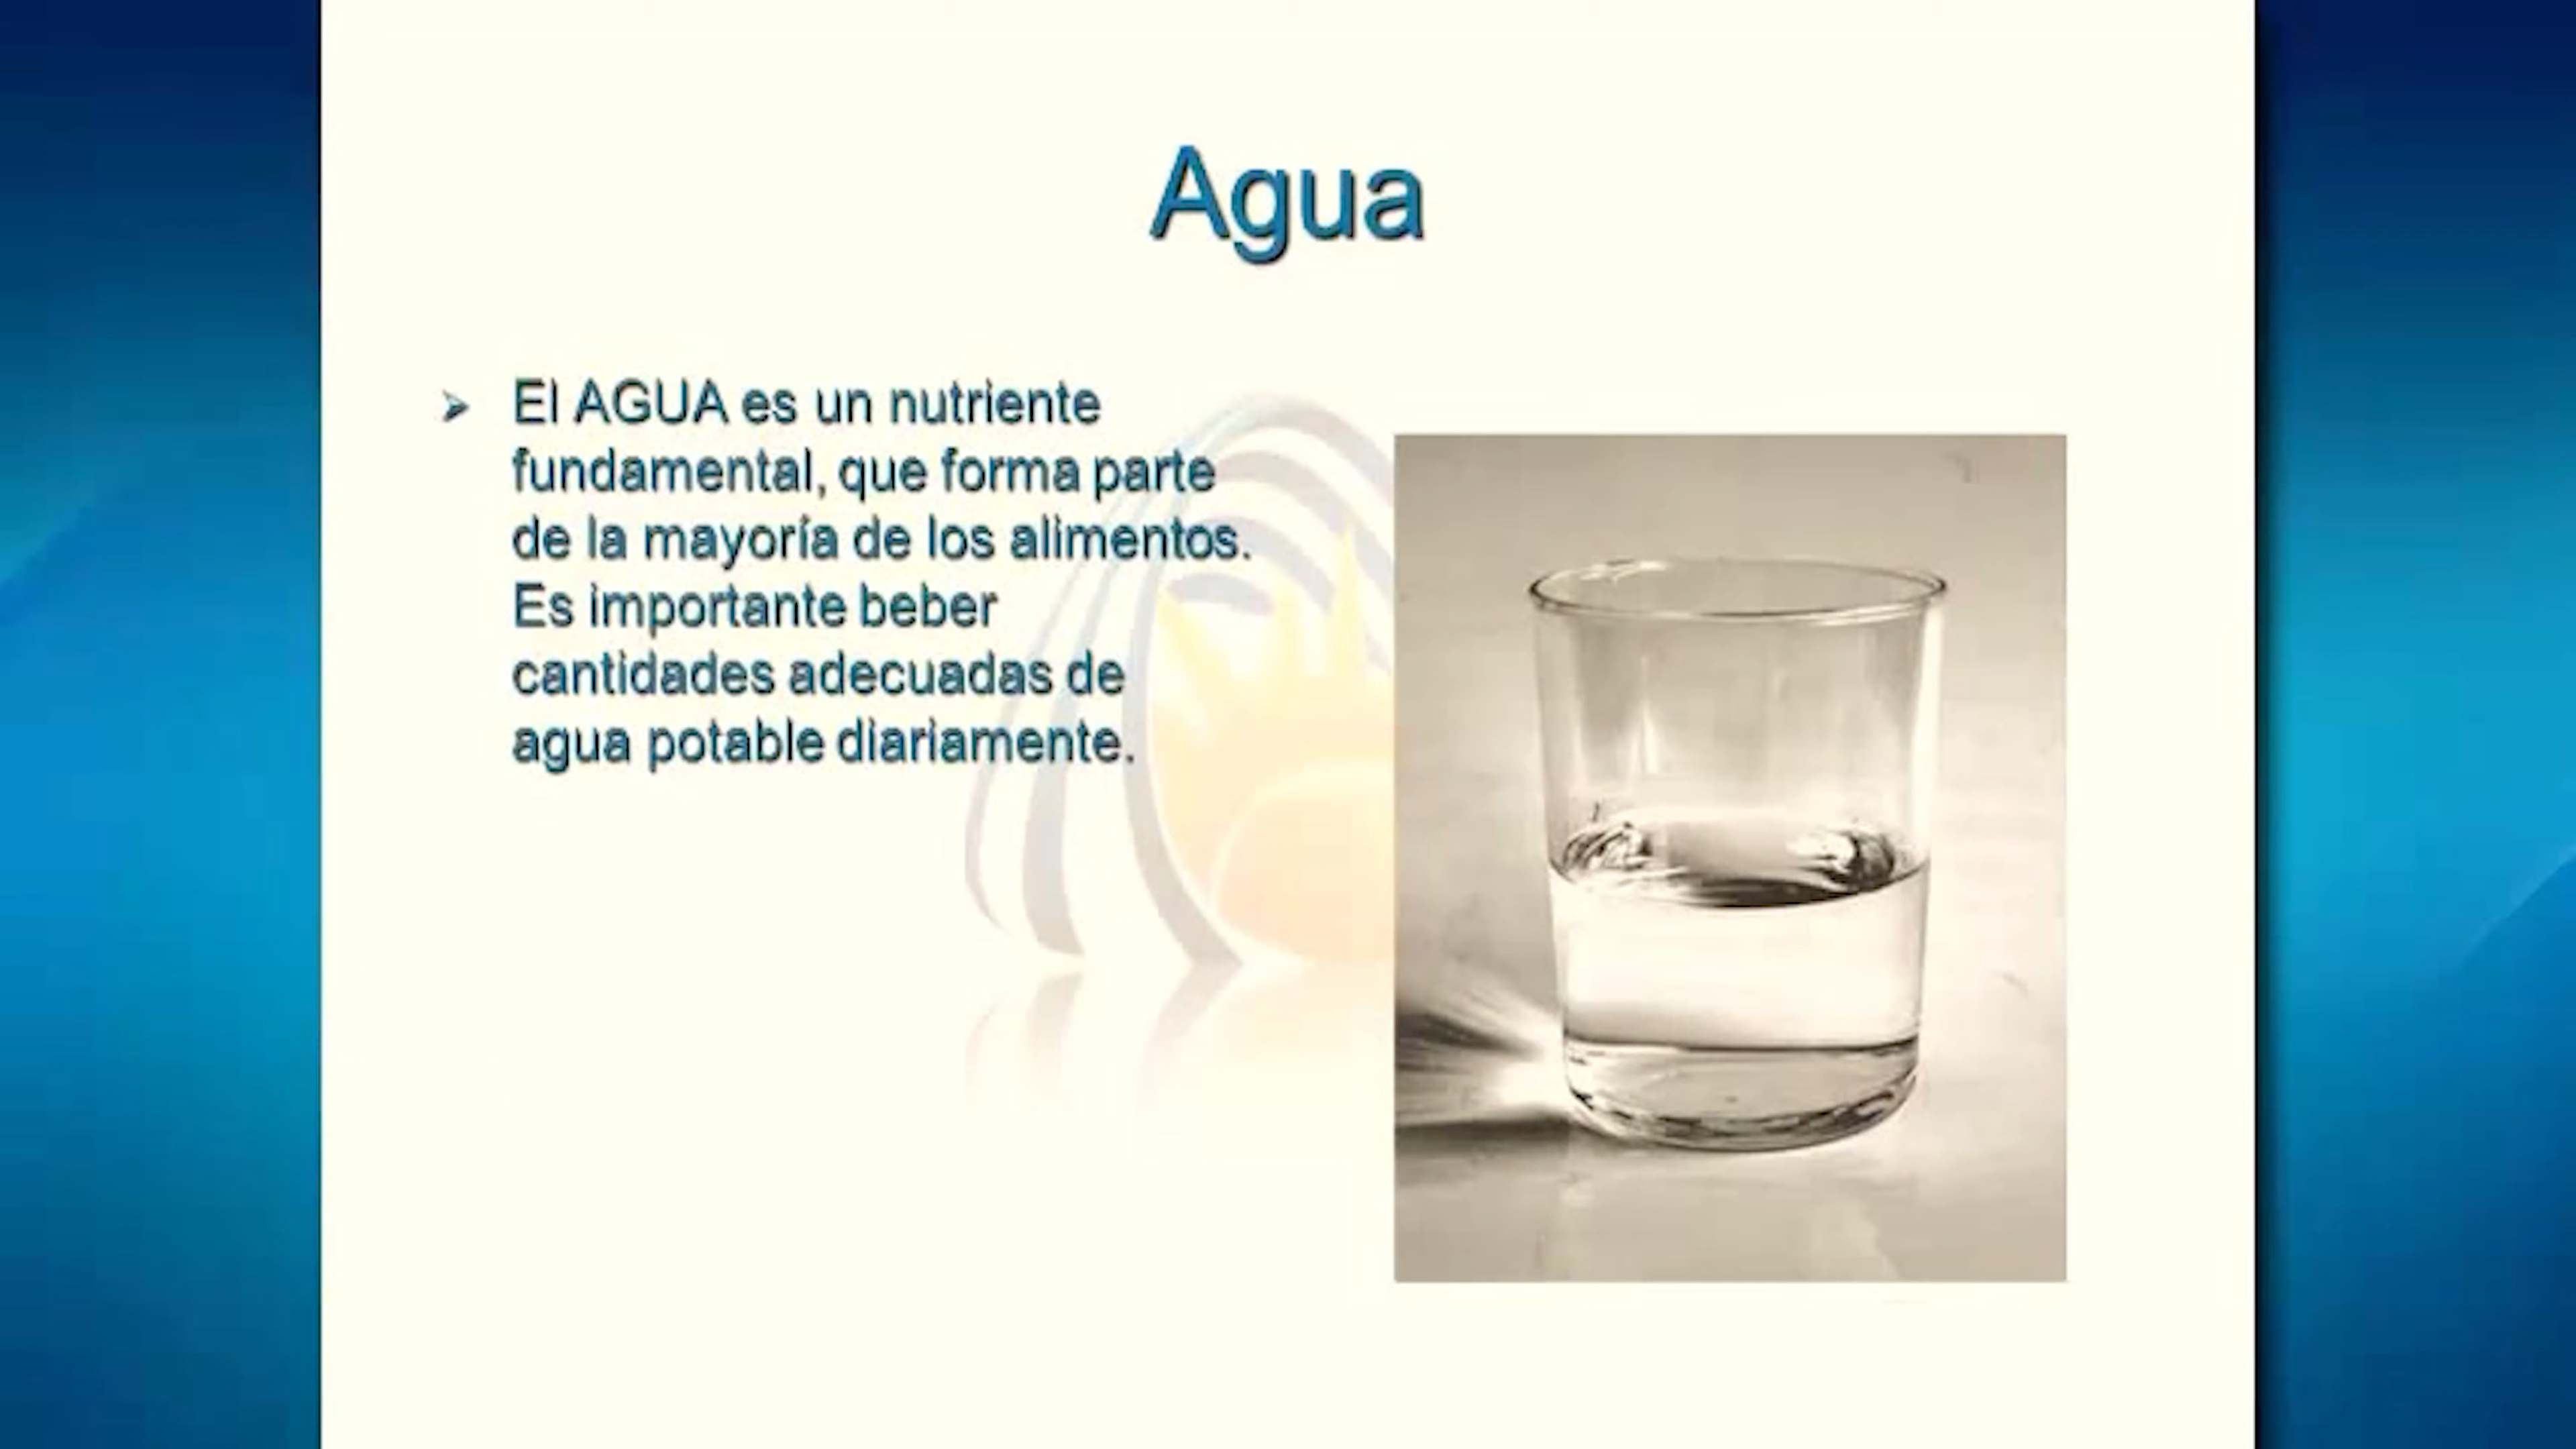 Agua
El AGUA es un nutriente
fundamental, que forma parte
de la mayoría de los alimentos.
Es importante beber
cantidades adecuadas de
agua potable diariamente.